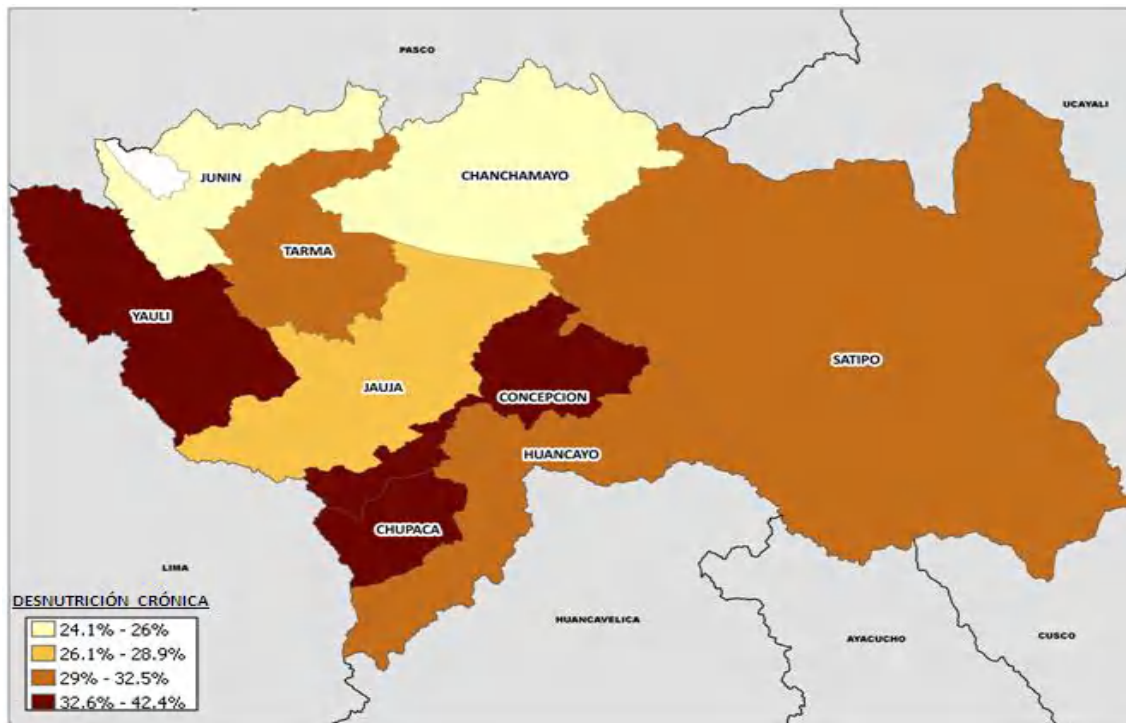 PASCO
UCAYALI
JUNIN
CHANCHAMAYO
TARMA
YAULI
SATIPO
JAUJA
CONCEPCION
HUANCAYO
CHUPACA
LIMA
HUANCAVELICA
AYACUCHO
CUSCO
DESNUTRICIÓN CRÓNICA
24.1% - 26%
26.1% - 28.9%
29% - 32.5%
32.6% - 42.4%